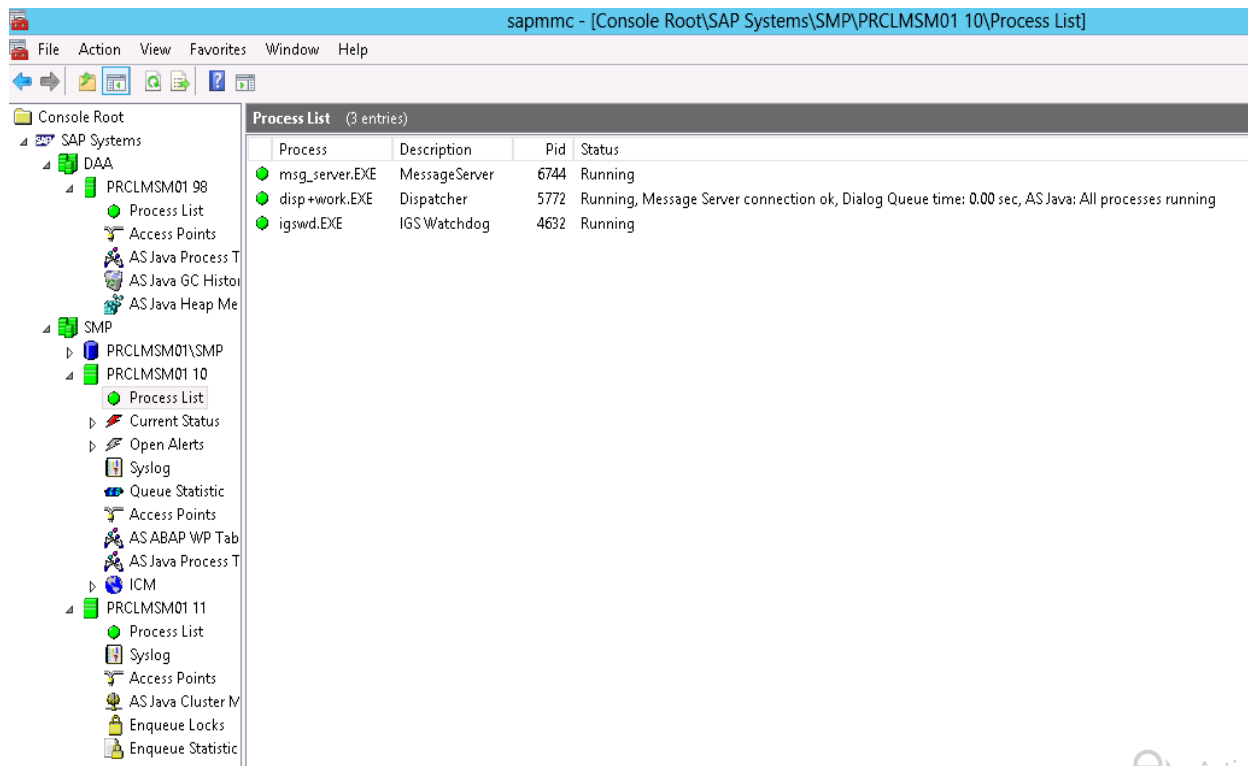 sapmmc - [Console Root\SAP Systems\SMP\PRCLMSM01 10\Process List]
File Action View Favorites Window Help
Console Root
SAP Systems
DAA
PRCLMSM01 98
Process List
Access Points
AS Java Process T
AS Java GC Histor
AS Java Heap Me
SMP
PRCLMSM01\SMP
PRCLMSM01 10
Process List
Current Status
Open Alerts
Syslog
Queue Statistic
Access Points
AS ABAP WP Tab
AS Java Process T
ICM
PRCLMSM01 11
Process List
Syslog
Access Points
AS Java Cluster M
Enqueue Locks
Enqueue Statistic
Process List (3 entries)
Process Description Pid Status
msg_server.EXE MessageServer 6744 Running
disp+work.EXE Dispatcher 5772 Running, Message Server connection ok, Dialog Queue time: 0.00 sec, AS Java: All processes running
igswd.EXE IGS Watchdog 4632 Running